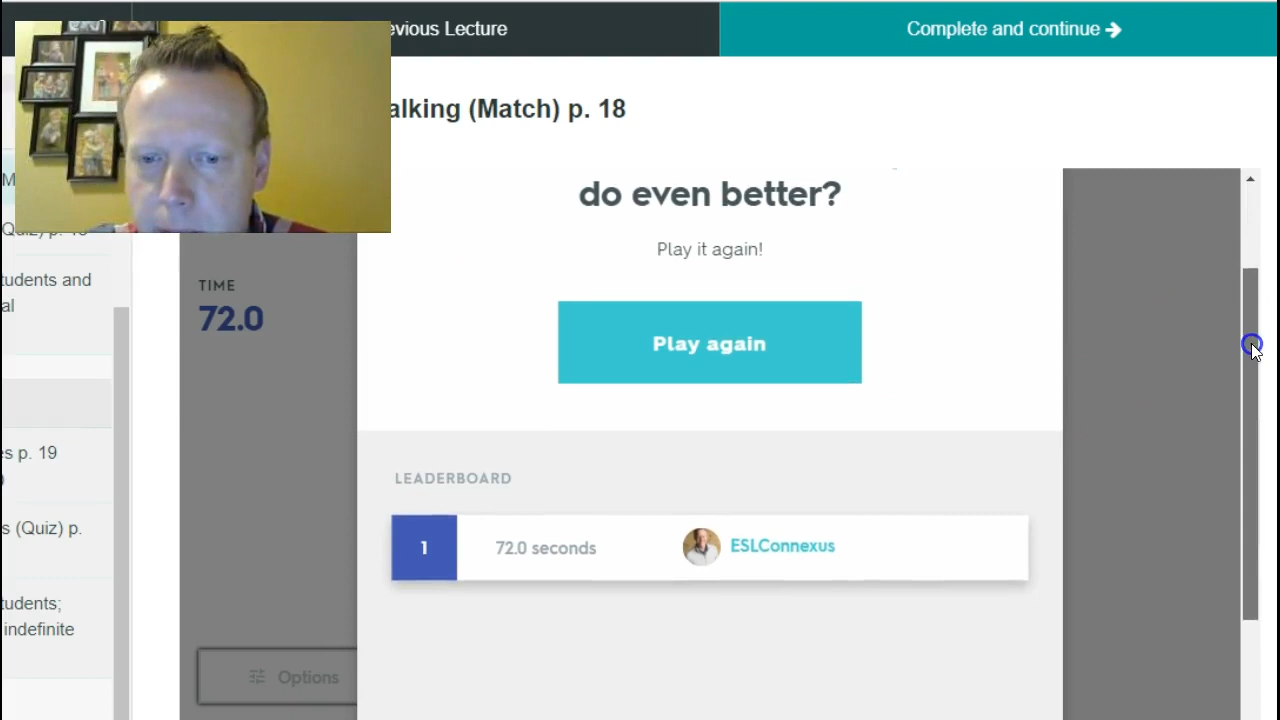 evious Lecture
Complete and continue
alking (Match) p. 18
M
Quiz) p.
tudents and
al
do even better?
Play it again!
TIME
72.0
Play again
LEADERBOARD
1 72.0 seconds ESLConnexus
es p. 19
s (Quiz) p.
tudents;
indefinite
Options